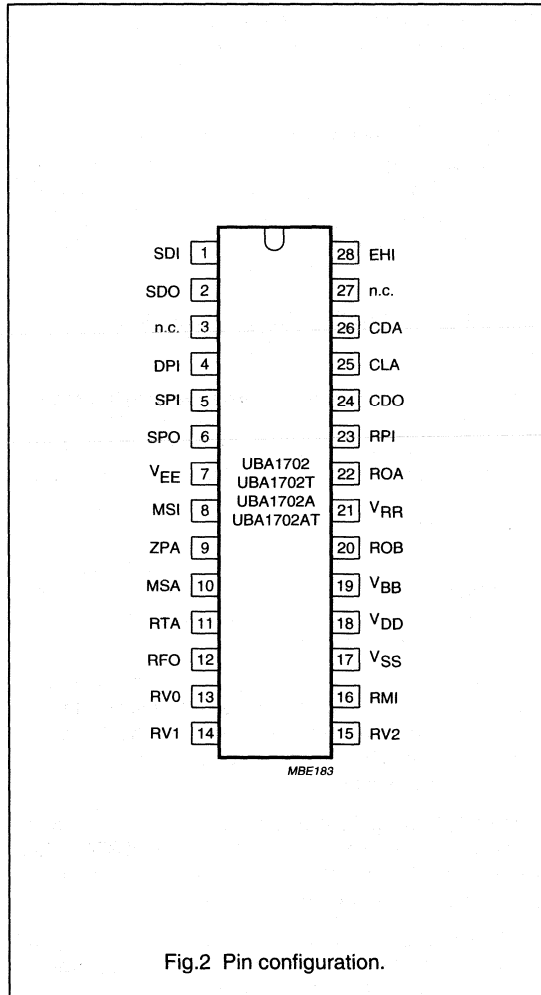 SDI 1
SDO 2
n.c. 3
DPI 4
SPI 5
SPO 6
VEE 7
MSI 8
ZPA 9
MSA 10
RTA 11
RFO 12
RV0 13
RV1 14
UBA1702
UBA1702T
UBA1702A
UBA1702AT
28 EHI
27 n.c.
26 CDA
25 CLA
24 CDO
23 RPI
22 ROA
21 VRR
20 ROB
19 VBB
18 VDD
17 VSS
16 RMI
15 RV2
MBE183
Fig.2 Pin configuration.